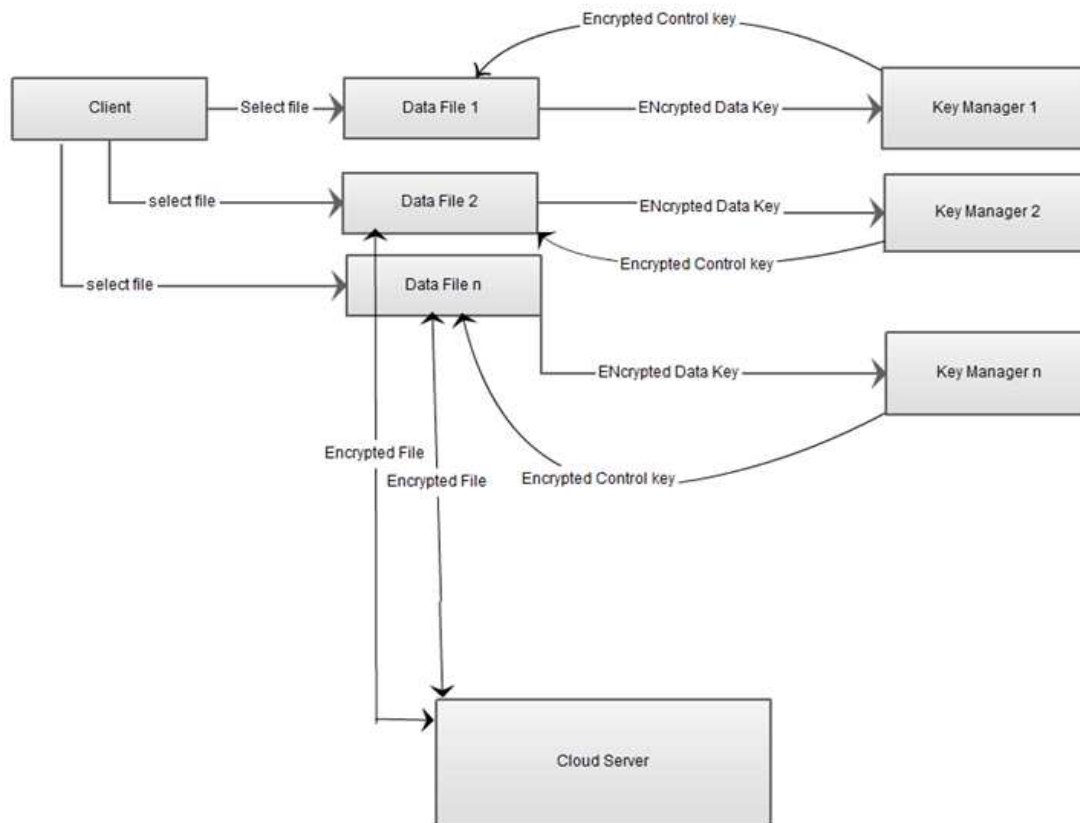 Encrypted Control key
Client
Select file
Data File 1
ENcrypted Data Key
Key Manager 1
select file
Data File 2
ENcrypted Data Key
Key Manager 2
Encrypted Control key
select file
Data File n
ENcrypted Data Key
Key Manager n
Encrypted File
Encrypted File
Encrypted Control key
Cloud Server